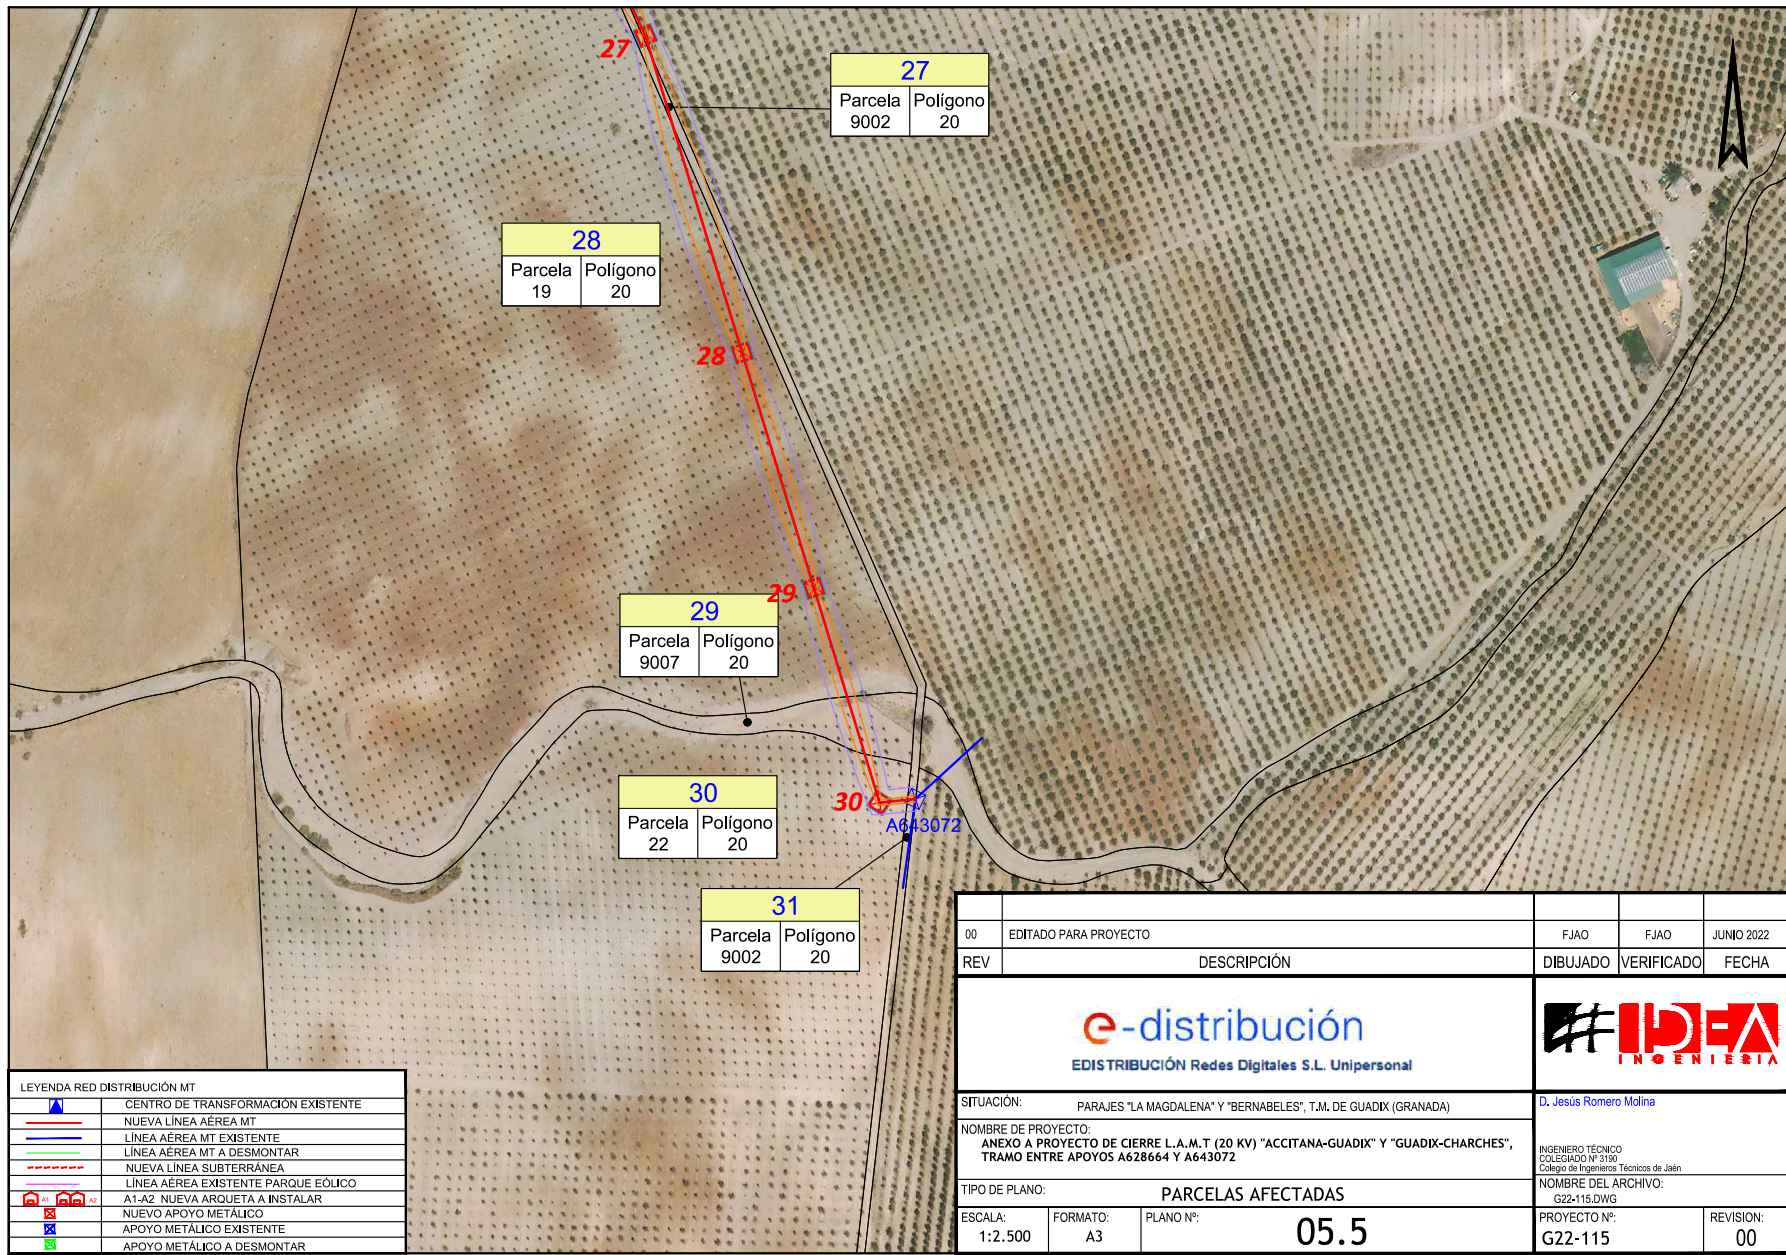 27
27
Parcela Polígono
9002 20
28
Parcela Polígono
19 20
28
29
29
Parcela Polígono
9007 20
30
Parcela Polígono
22 20
30
A643072
31
Parcela Polígono
9002 20
LEYENDA RED DISTRIBUCIÓN MT
CENTRO DE TRANSFORMACIÓN EXISTENTE
NUEVA LÍNEA AÉREA MT
LÍNEA AÉREA MT EXISTENTE
LÍNEA AÉREA MT A DESMONTAR
NUEVA LÍNEA SUBTERRÁNEA
LÍNEA AÉREA EXISTENTE PARQUE EÓLICO
A1 A2 A1-A2 NUEVA ARQUETA A INSTALAR
NUEVO APOYO METÁLICO
APOYO METÁLICO EXISTENTE
APOYO METÁLICO A DESMONTAR
00 EDITADO PARA PROYECTO FJAO FJAO JUNIO 2022
REV DESCRIPCIÓN DIBUJADO VERIFICADO FECHA
e-distribución
EDISTRIBUCIÓN Redes Digitales S.L. Unipersonal
IDEA
INGENIERIA
SITUACIÓN: PARAJES "LA MAGDALENA" Y "BERNABELES", T.M. DE GUADIX (GRANADA)
NOMBRE DE PROYECTO:
ANEXO A PROYECTO DE CIERRE L.A.M.T (20 KV) "ACCITANA-GUADIX" Y "GUADIX-CHARCHES",
TRAMO ENTRE APOYOS A628664 Y A643072
D. Jesús Romero Molina
INGENIERO TÉCNICO
COLEGIADO Nº 3190
Colegio de Ingenieros Técnicos de Jaén
TIPO DE PLANO: PARCELAS AFECTADAS
NOMBRE DEL ARCHIVO:
G22-115.DWG
ESCALA: FORMATO: PLANO Nº: PROYECTO Nº: REVISION:
1:2.500 A3 05.5 G22-115 00